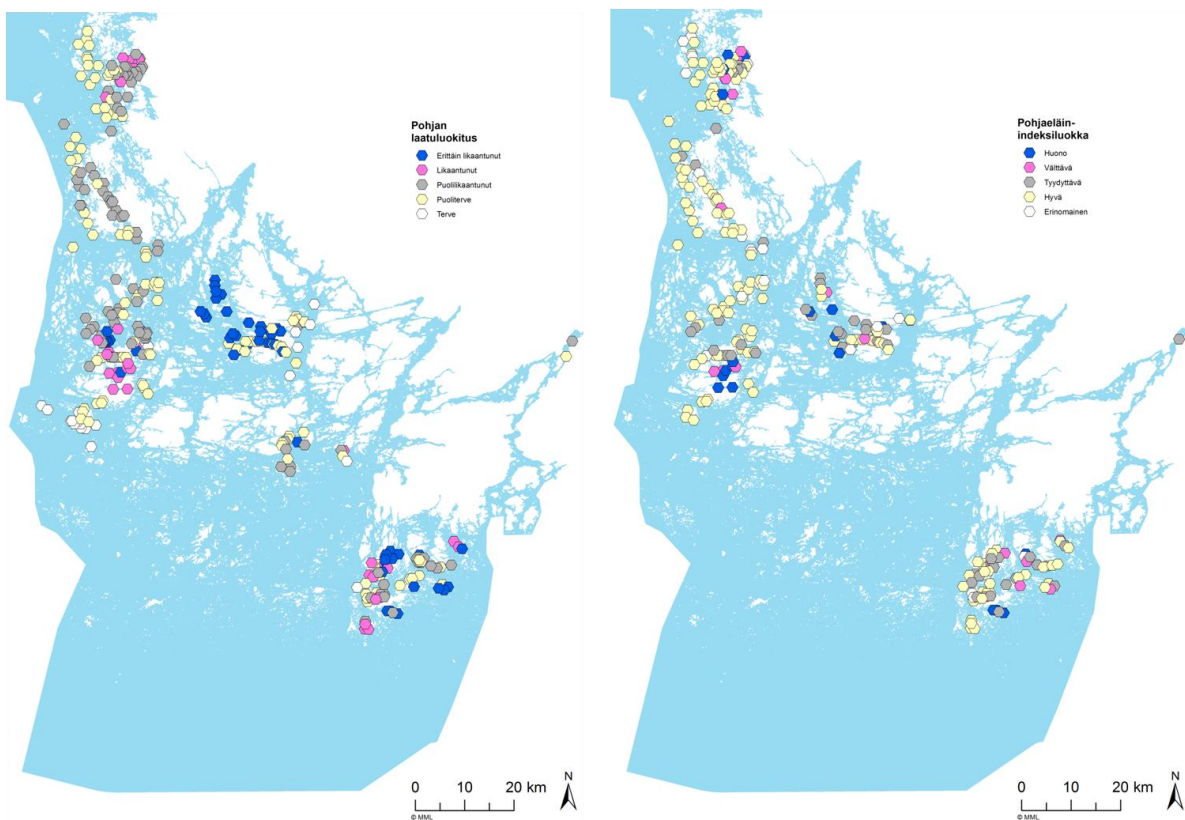 Pohjan
laatuluokitus
Erittäin likaantunut
Likaantunut
Puolilikaantunut
Puoliterve
Terve
N
0 10 20 km
© MML
Pohjaeläin-
indeksiluokka
Huono
Välttävä
Tyydyttävä
Hyvä
Erinomainen
N
0 10 20 km
© MML